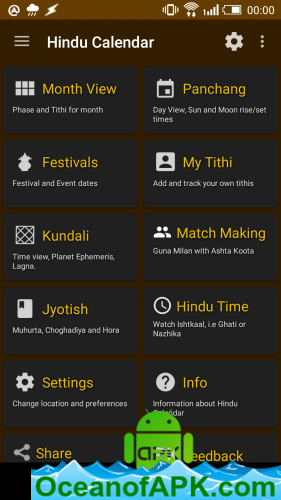 00:00
Hindu Calendar
Month View
Phase and Tithi for month
Panchang
Day View, Sun and Moon rise/set
times
Festivals
Festival and Event dates
My Tithi
Add and track your own tithis
Kundali
Time view, Planet Ephemeris,
Lagna.
Match Making
Guna Milan with Ashta Koota
Jyotish
Muhurta, Choghadiya and Hora
Hindu Time
Watch Ishtkaal, i.e Ghati or
Nazhika
Settings
Change location and preferences
Info
Information about Hindu
Calendar
Share
Feedback
apk
OceanofAPK.com